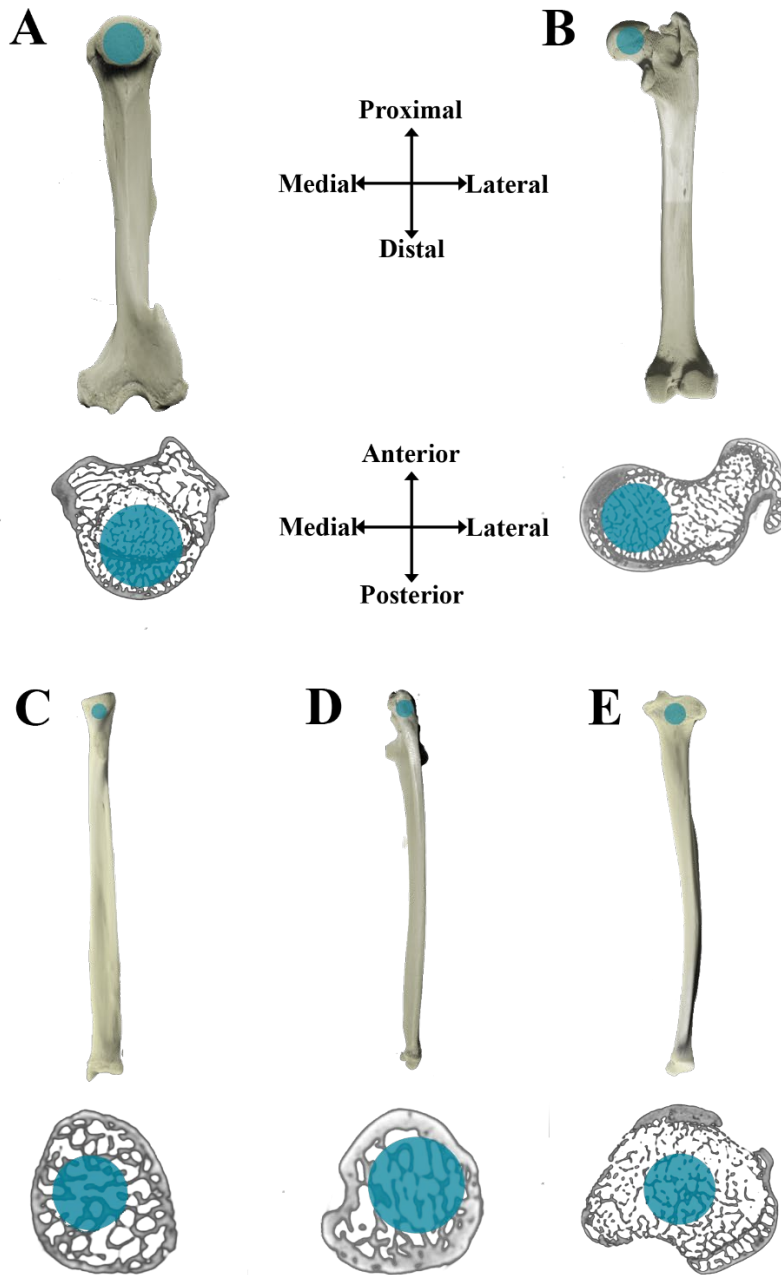 A
B
Proximal
Medial Lateral
Distal
Anterior
Medial Lateral
Posterior
C
D
E